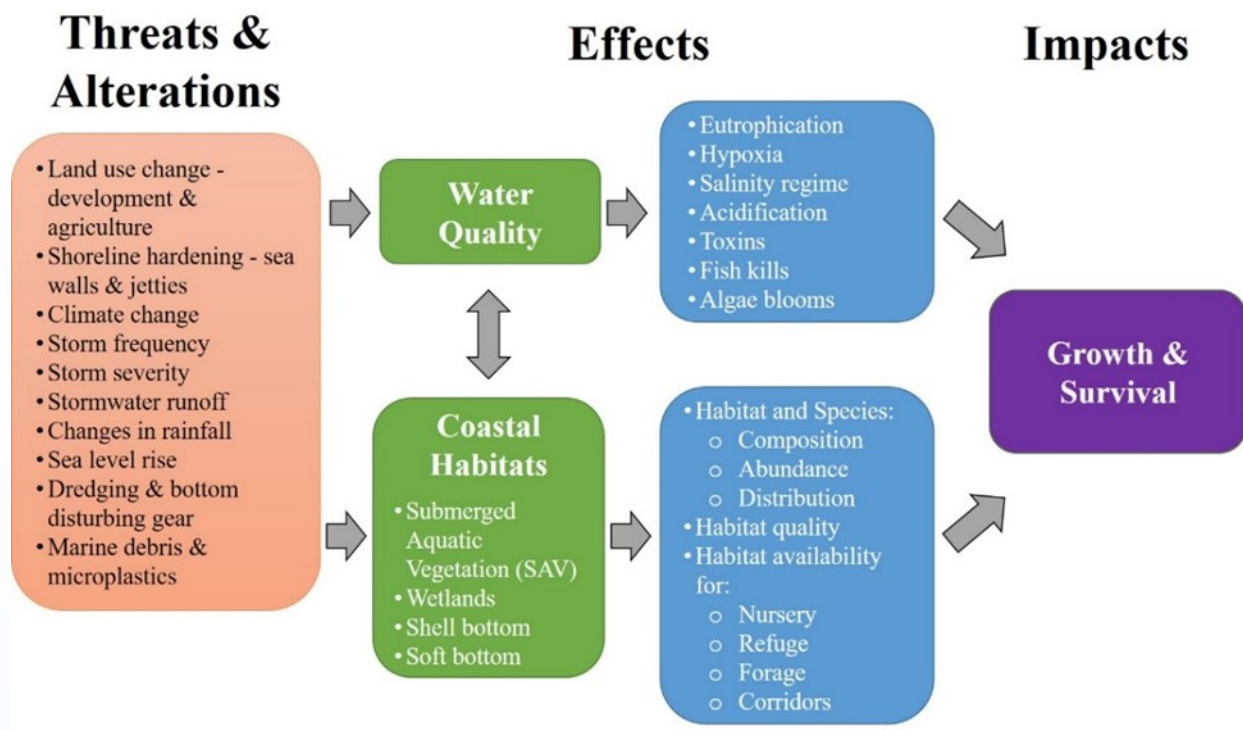 Threats &
Alterations
Effects
Impacts
• Land use change -
development &
agriculture
• Shoreline hardening - sea
walls & jetties
• Climate change
• Storm frequency
• Storm severity
• Stormwater runoff
• Changes in rainfall
• Sea level rise
• Dredging & bottom
disturbing gear
• Marine debris &
microplastics
Water
Quality
• Eutrophication
• Hypoxia
• Salinity regime
• Acidification
• Toxins
• Fish kills
• Algae blooms
Coastal
Habitats
• Submerged
Aquatic
Vegetation (SAV)
• Wetlands
• Shell bottom
• Soft bottom
• Habitat and Species:
o Composition
o Abundance
o Distribution
• Habitat quality
• Habitat availability
for:
o Nursery
o Refuge
o Forage
o Corridors
Growth &
Survival